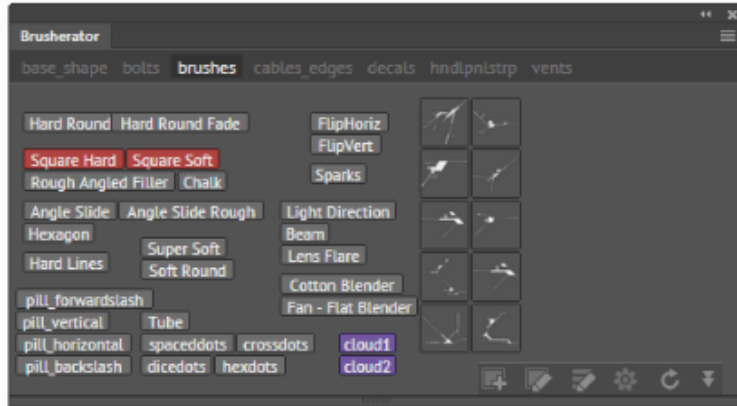 Brusherator
base_shape bolts brushes cables_edges decals hndlpnlstrp vents
Hard Round Hard Round Fade FlipHoriz
FlipVert
Square Hard Square Soft
Sparks
Rough Angled Filler Chalk
Angle Slide Angle Slide Rough Light Direction
Hexagon Beam
Super Soft
Lens Flare
Hard Lines
Soft Round
Cotton Blender
pill_forwardslash
Fan - Flat Blender
pill_vertical Tube
pill_horizontal spaceddots crossdots cloud1
pill_backslash dicedots hexdots cloud2